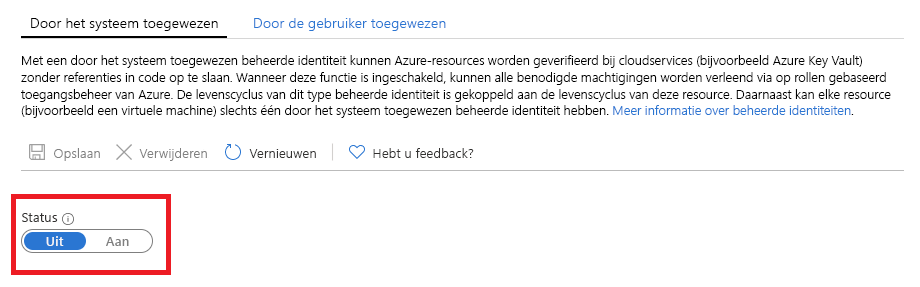 Door het systeem toegewezen Door de gebruiker toegewezen
Met een door het systeem toegewezen beheerde identiteit kunnen Azure-resources worden geverifieerd bij cloudservices (bijvoorbeeld Azure Key Vault)
zonder referenties in code op te slaan. Wanneer deze functie is ingeschakeld, kunnen alle benodigde machtigingen worden verleend via op rollen gebaseerd
toegangsbeheer van Azure. De levenscyclus van dit type beheerde identiteit is gekoppeld aan de levenscyclus van deze resource. Daarnaast kan elke resource
(bijvoorbeeld een virtuele machine) slechts één door het systeem toegewezen beheerde identiteit hebben. Meer informatie over beheerde identiteiten.
Opslaan Verwijderen Vernieuwen Hebt u feedback?
Status
Uit Aan